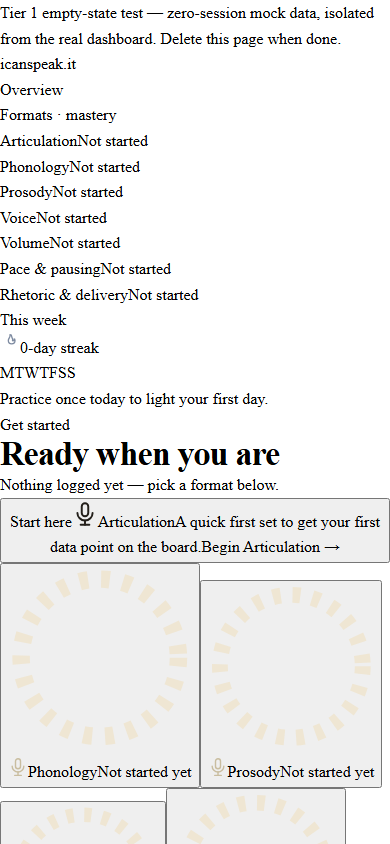 Tier 1 empty-state test — zero-session mock data, isolated
from the real dashboard. Delete this page when done.
icanspeak.it
Overview
Formats · mastery
ArticulationNot started
PhonologyNot started
ProsodyNot started
VoiceNot started
VolumeNot started
Pace & pausingNot started
Rhetoric & deliveryNot started
This week
0-day streak
MTWTFSS
Practice once today to light your first day.
Get started
Ready when you are
Nothing logged yet — pick a format below.
Start here ArticulationA quick first set to get your first
data point on the board.Begin Articulation →
PhonologyNot started yet
ProsodyNot started yet